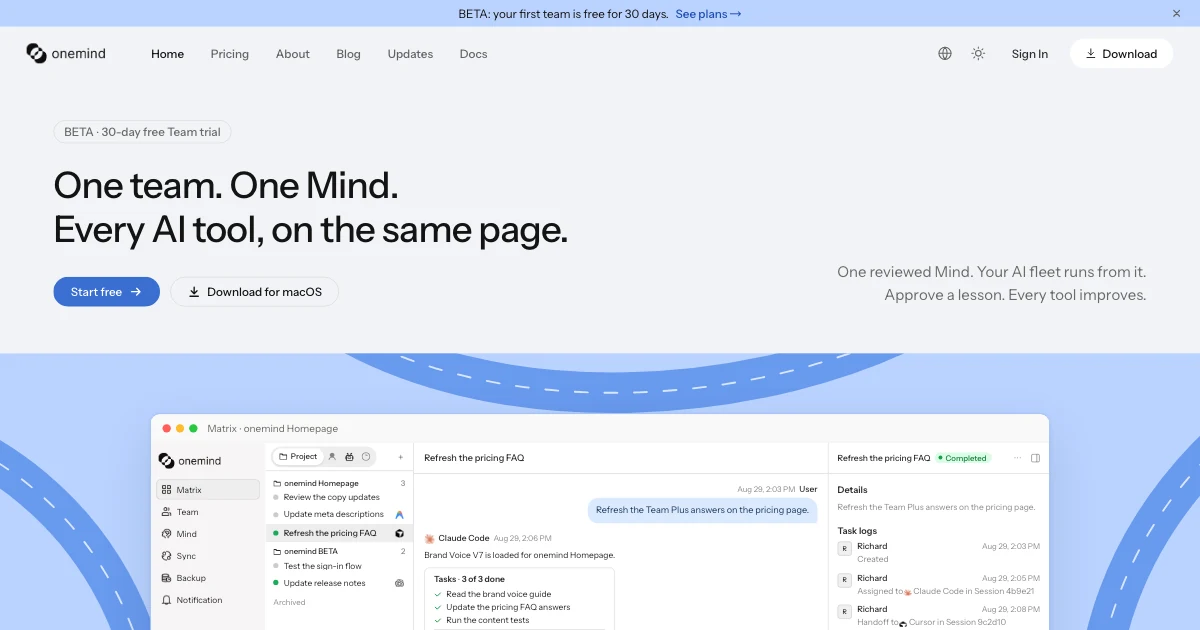 BETA: your first team is free for 30 days. See plans →
onemind
Home Pricing About Blog Updates Docs
Sign In
Download
BETA · 30-day free Team trial
One team. One Mind.
Every AI tool, on the same page.
Start free →
Download for macOS
One reviewed Mind. Your AI fleet runs from it.
Approve a lesson. Every tool improves.
Matrix · onemind Homepage
onemind
Matrix
Team
Mind
Sync
Backup
Notification
Project
onemind Homepage 3
Review the copy updates
Update meta descriptions
Refresh the pricing FAQ
onemind BETA 2
Test the sign-in flow
Update release notes
Archived
Refresh the pricing FAQ
Aug 29, 2:03 PM User
Refresh the Team Plus answers on the pricing page.
Claude Code Aug 29, 2:06 PM
Brand Voice V7 is loaded for onemind Homepage.
Tasks · 3 of 3 done
Read the brand voice guide
Update the pricing FAQ answers
Run the content tests
Refresh the pricing FAQ Completed
Details
Refresh the Team Plus answers on the pricing page.
Task logs
R Richard Aug 29, 2:03 PM
Created
R Richard Aug 29, 2:05 PM
Assigned to Claude Code in Session 4b9e21
R Richard Aug 29, 2:08 PM
Handoff to Cursor in Session 9c2d10